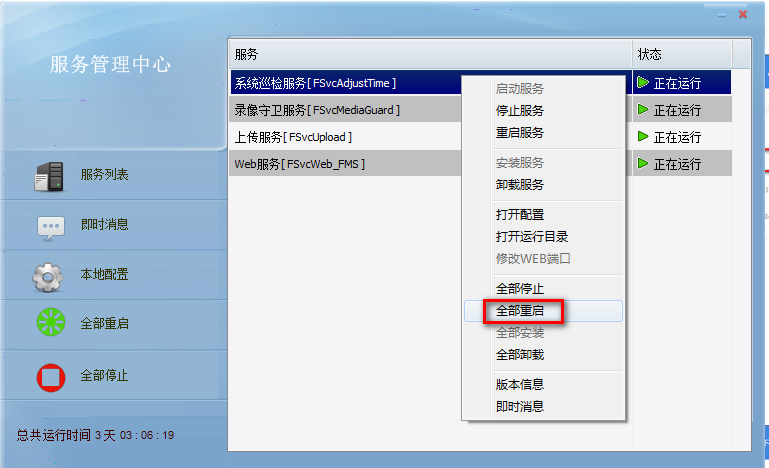 服务管理中心
服务 状态
系统巡检服务[ FSvcAdjustTime ] 正在运行
录像守卫服务[ FSvcMediaGuard ] 正在运行
上传服务[ FSvcUpload ] 正在运行
Web服务[ FSvcWeb_FMS ] 正在运行
启动服务
停止服务
重启服务
安装服务
卸载服务
打开配置
打开运行目录
修改WEB端口
全部停止
全部重启
全部安装
全部卸载
版本信息
即时消息
服务列表
即时消息
本地配置
全部重启
全部停止
总共运行时间 3 天 03 : 06 : 19